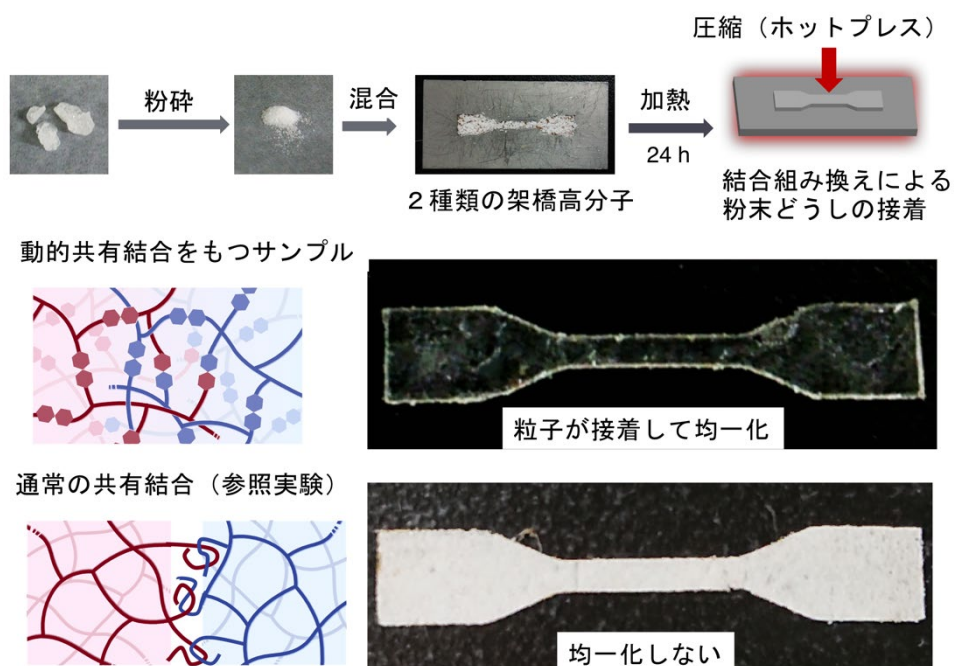 圧縮（ホットプレス）
粉砕
混合
加熱
24 h
２種類の架橋高分子
結合組み換えによる
粉末どうしの接着
動的共有結合をもつサンプル
粒子が接着して均一化
通常の共有結合（参照実験）
均一化しない